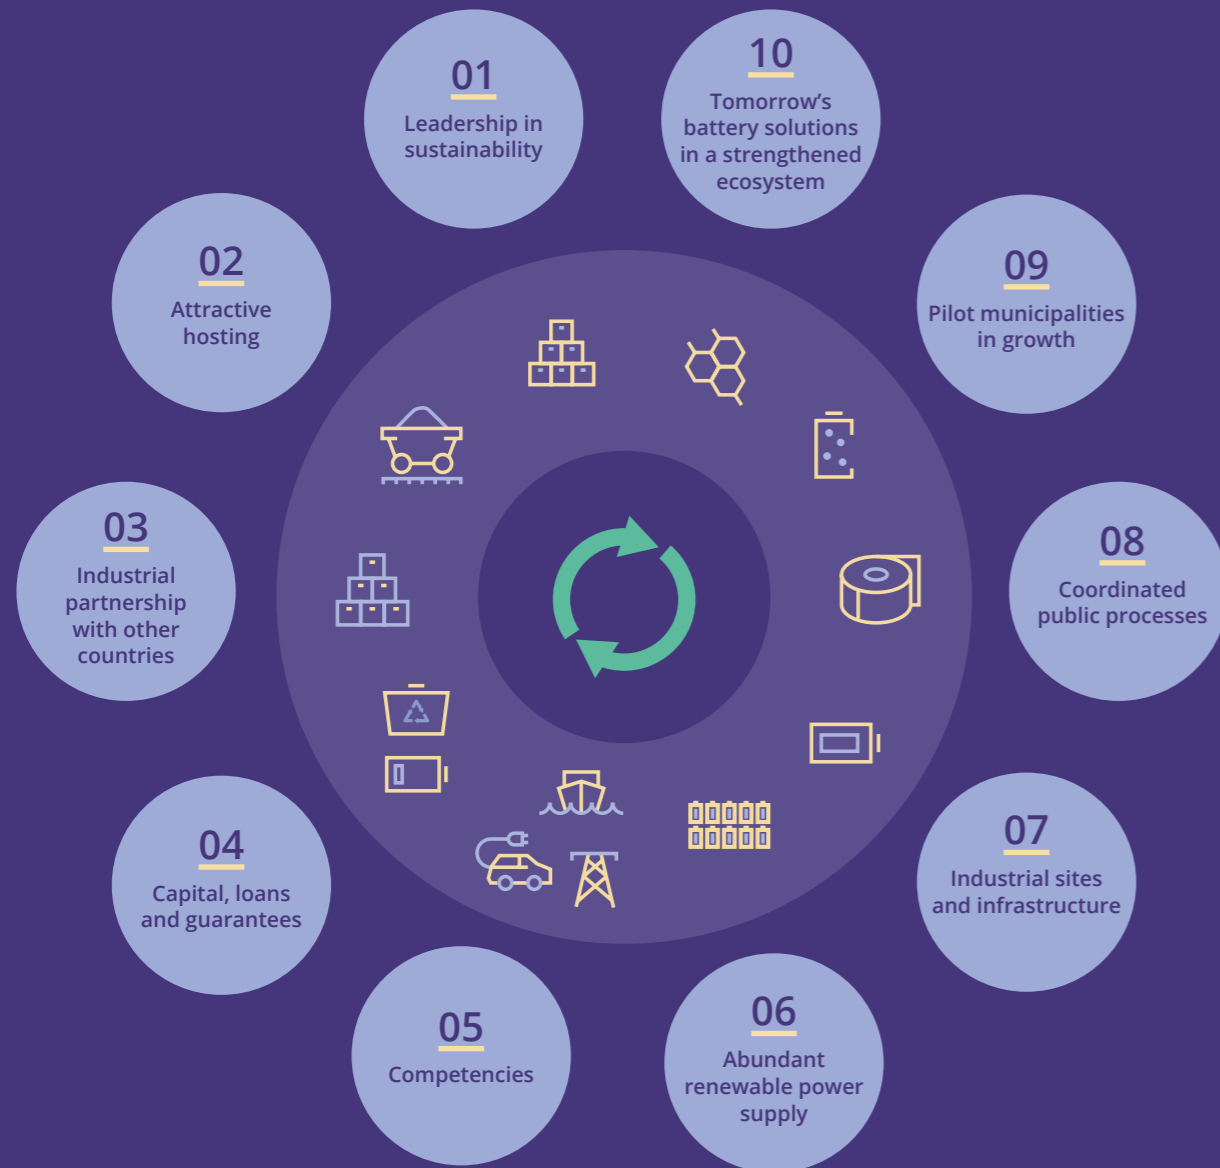 01
Leadership in
sustainability
02
Attractive
hosting
03
Industrial
partnership
with other
countries
04
Capital, loans
and guarantees
05
Competencies
06
Abundant
renewable power
supply
07
Industrial sites
and infrastructure
08
Coordinated
public processes
09
Pilot municipalities
in growth
10
Tomorrow’s
battery solutions
in a strengthened
ecosystem